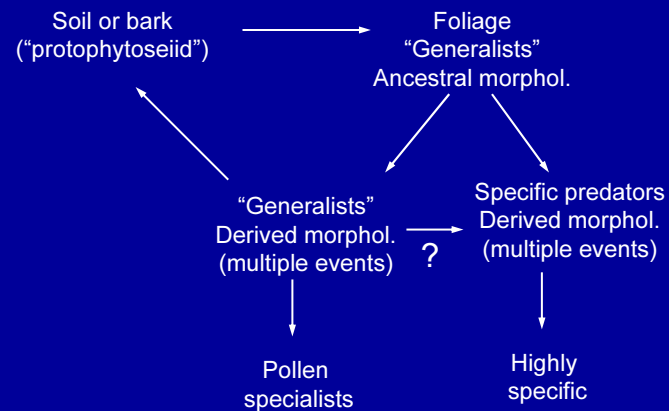 Soil or bark
(“protophytoseiid”)
Foliage
“Generalists”
Ancestral morphol.
“Generalists”
Derived morphol.
(multiple events)
?
Specific predators
Derived morphol.
(multiple events)
Pollen
specialists
Highly
specific